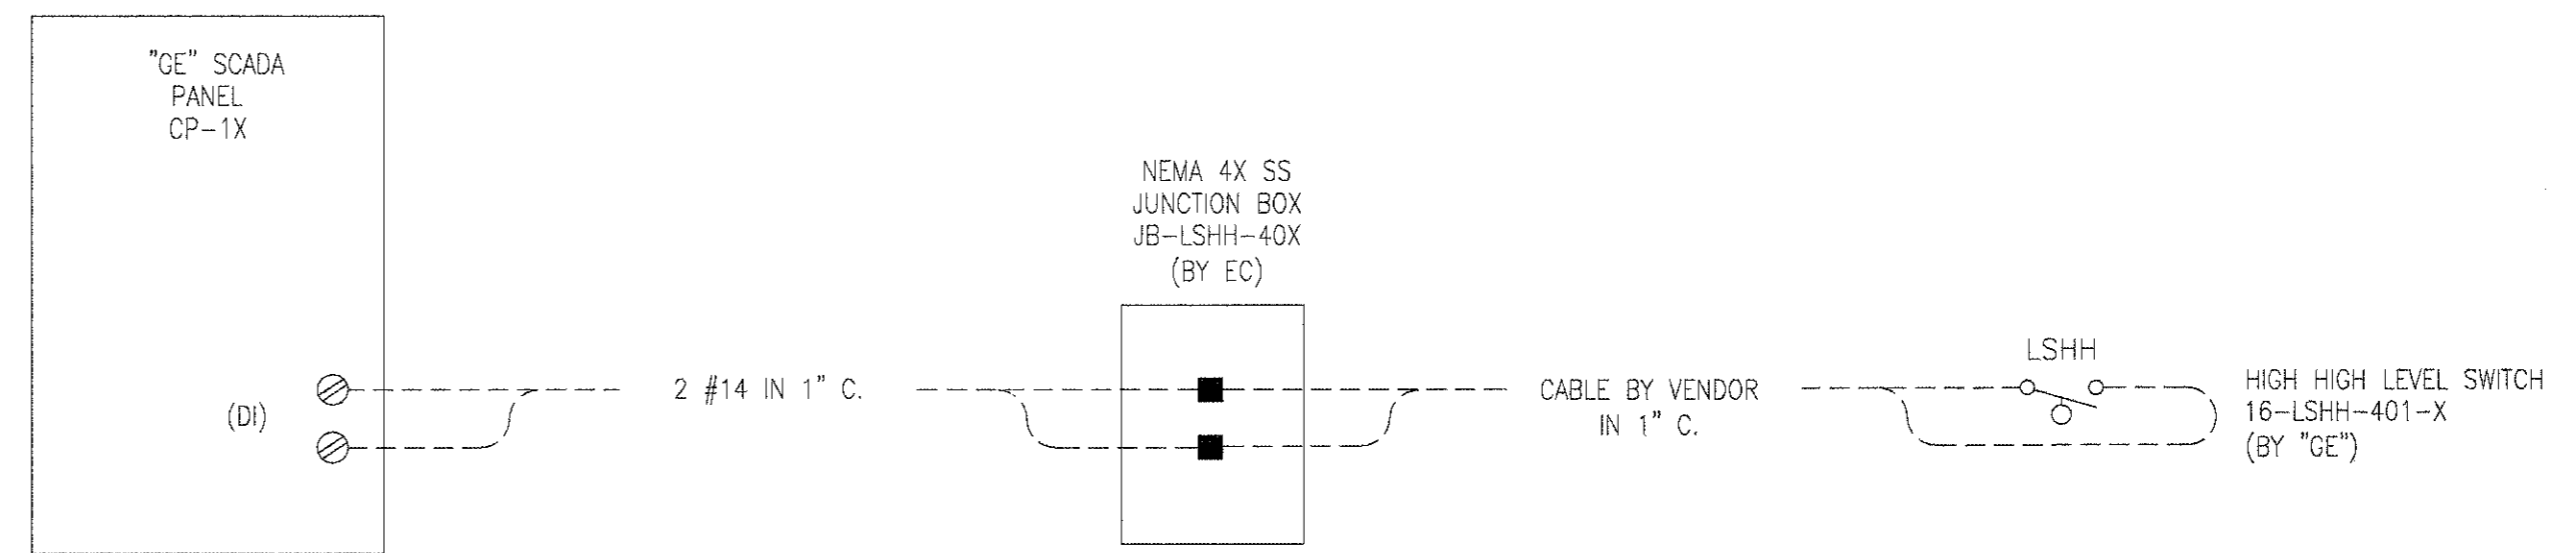 "GE" SCADA
PANEL
CP-1X
(DI)
2 #14 IN 1" C.
NEMA 4X SS
JUNCTION BOX
JB-LSHH-40X
(BY EC)
CABLE BY VENDOR
IN 1" C.
LSHH
HIGH HIGH LEVEL SWITCH
16-LSHH-401-X
(BY "GE")